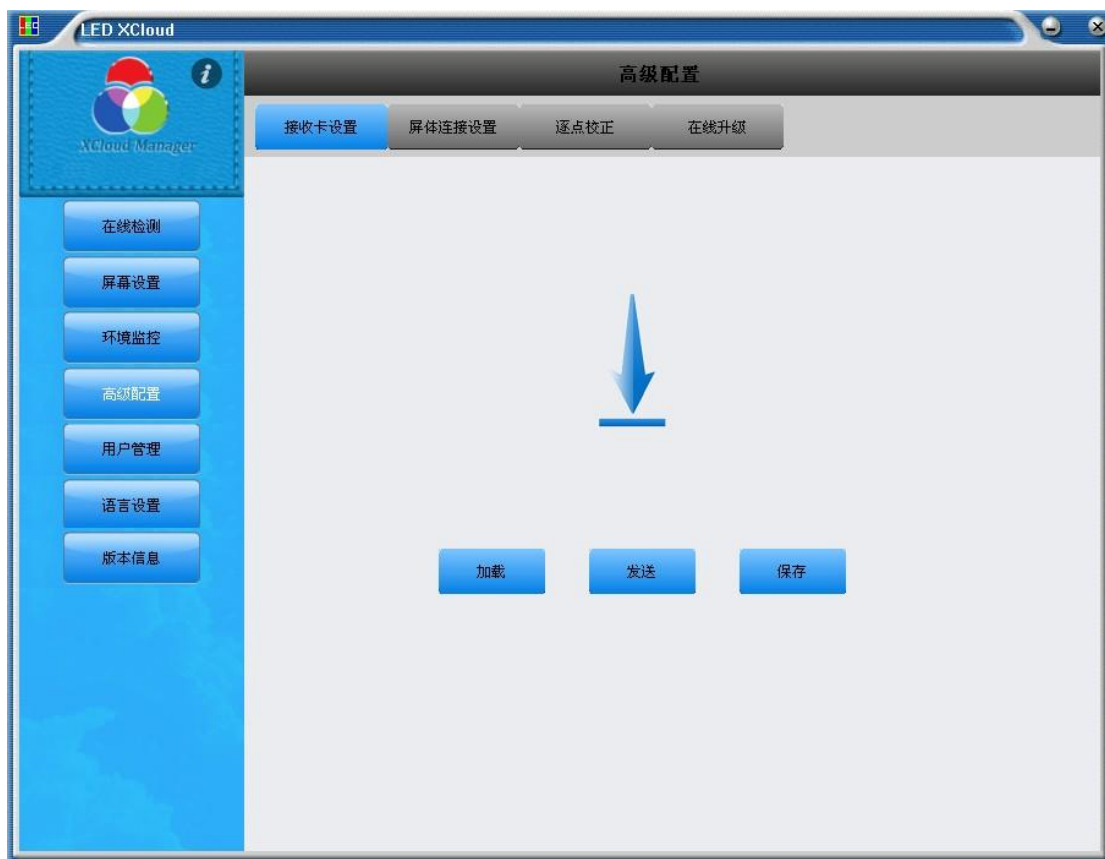 LED XCloud
XCloud Manager
i
高级配置
接收卡设置
屏体连接设置
逐点校正
在线升级
在线检测
屏幕设置
环境监控
高级配置
用户管理
语言设置
版本信息
加载
发送
保存